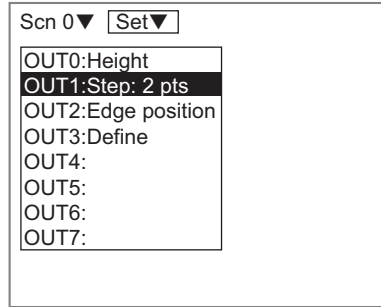 Scn 0▼ Set▼
OUT0:Height
OUT1:Step: 2 pts
OUT2:Edge position
OUT3:Define
OUT4:
OUT5:
OUT6:
OUT7: